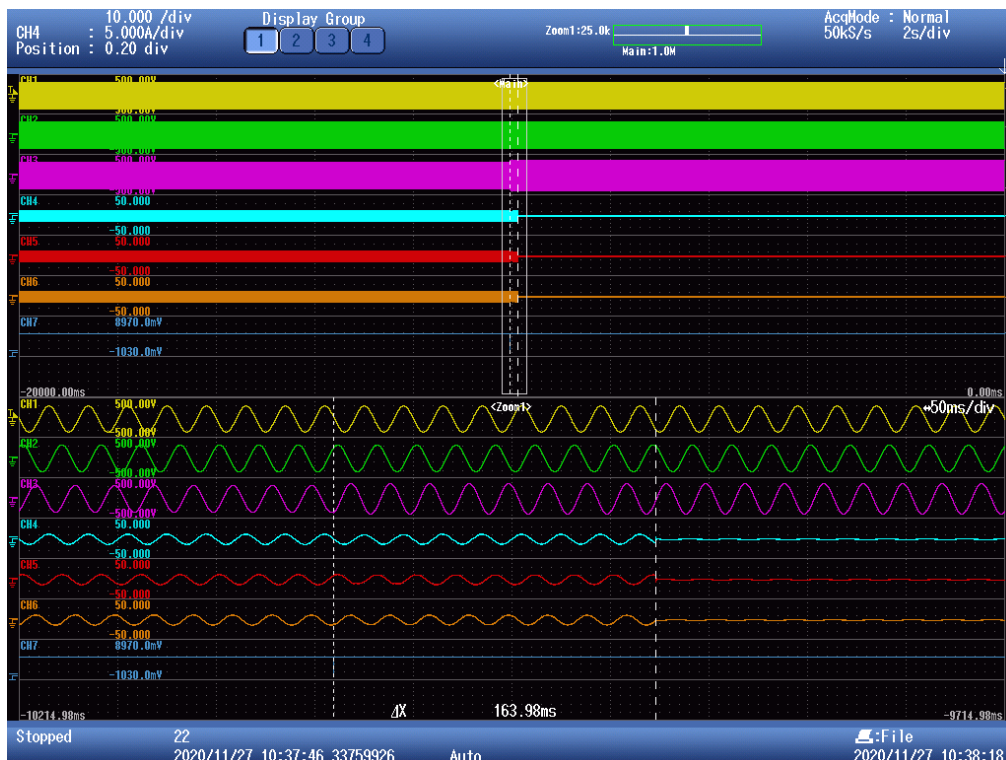 10.000 /div
CH4 : 5.000A/div
Position : 0.20 div
Display Group
1 2 3 4
Zoom1:25.0k
Main:1.0M
AcqMode : Normal
50kS/s 2s/div
CH1 500.00V
<Main>
CH2 500.00V
CH3 500.00V
CH4 50.000
-50.000
CH5 50.000
-50.000
CH6 50.000
-50.000
CH7 8970.0mV
-1030.0mV
-20000.00ms
0.00ms
<Zoom1>
CH1 500.00V
50ms/div
-500.00V
CH2 500.00V
-500.00V
CH3 500.00V
-500.00V
CH4 50.000
-50.000
CH5 50.000
-50.000
CH6 50.000
-50.000
CH7 8970.0mV
-1030.0mV
-10214.98ms
ΔX 163.98ms
-9714.98ms
Stopped 22
:File
2020/11/27 10:37:46 33759926 Auto
2020/11/27 10:38:18